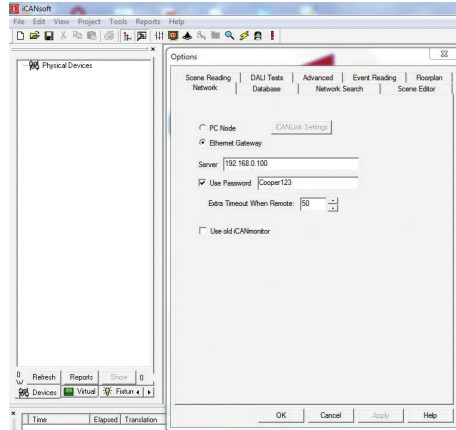 iCANsoft
File Edit View Project Tools Reports Help
Options
Physical Devices
Scene Reading DALI Tests Advanced Event Reading Floorplan
Network Database Network Search Scene Editor
PC Node iCANLink Settings
Ethernet Gateway
Server 192.168.0.100
Use Password Cooper123
Extra Timeout When Remote: 50
Use old iCANmonitor
Refresh Reports Show 0
Devices Virtual Fixtun
Time Elapsed Translation
OK Cancel Apply Help